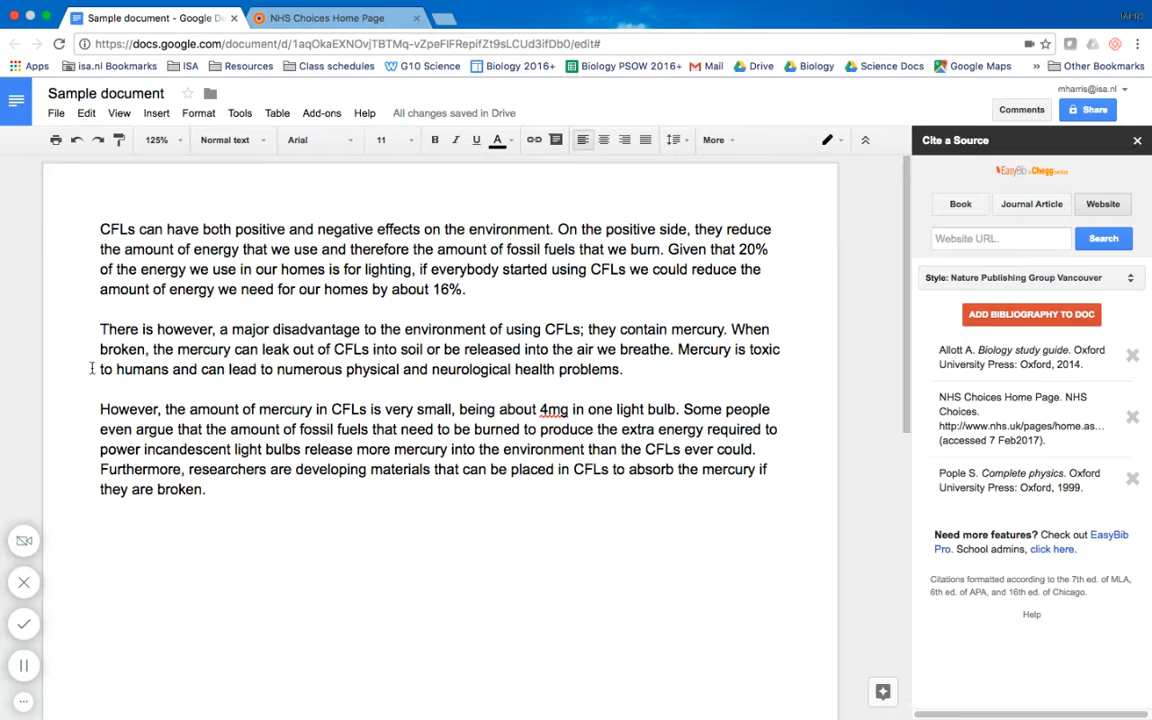 Sample document - Google D
NHS Choices Home Page
Marc
https://docs.google.com/document/d/1aqOkaEXNOvjTBTMq-vZpeFIFRepifZt9sLCUd3ifDb0/edit#
Apps
isa.nl Bookmarks
ISA
Resources
Class schedules
G10 Science
Biology 2016+
Biology PSOW 2016+
Mail
Drive
Biology
Science Docs
Google Maps
»
Other Bookmarks
Sample document
mharris@isa.nl
File Edit View Insert Format Tools Table Add-ons Help All changes saved in Drive
Comments
Share
125% Normal text Arial 11 B I U A More
Cite a Source
EasyBib a Chegg service
Book
Journal Article
Website
Website URL.
Search
Style: Nature Publishing Group Vancouver
ADD BIBLIOGRAPHY TO DOC
Allott A. Biology study guide. Oxford
University Press: Oxford, 2014.
NHS Choices Home Page. NHS
Choices.
http://www.nhs.uk/pages/home.as...
(accessed 7 Feb2017).
Pople S. Complete physics. Oxford
University Press: Oxford, 1999.
Need more features? Check out EasyBib
Pro. School admins, click here.
Citations formatted according to the 7th ed. of MLA,
6th ed. of APA, and 16th ed. of Chicago.
Help
CFLs can have both positive and negative effects on the environment. On the positive side, they reduce
the amount of energy that we use and therefore the amount of fossil fuels that we burn. Given that 20%
of the energy we use in our homes is for lighting, if everybody started using CFLs we could reduce the
amount of energy we need for our homes by about 16%.
There is however, a major disadvantage to the environment of using CFLs; they contain mercury. When
broken, the mercury can leak out of CFLs into soil or be released into the air we breathe. Mercury is toxic
to humans and can lead to numerous physical and neurological health problems.
However, the amount of mercury in CFLs is very small, being about 4mg in one light bulb. Some people
even argue that the amount of fossil fuels that need to be burned to produce the extra energy required to
power incandescent light bulbs release more mercury into the environment than the CFLs ever could.
Furthermore, researchers are developing materials that can be placed in CFLs to absorb the mercury if
they are broken.